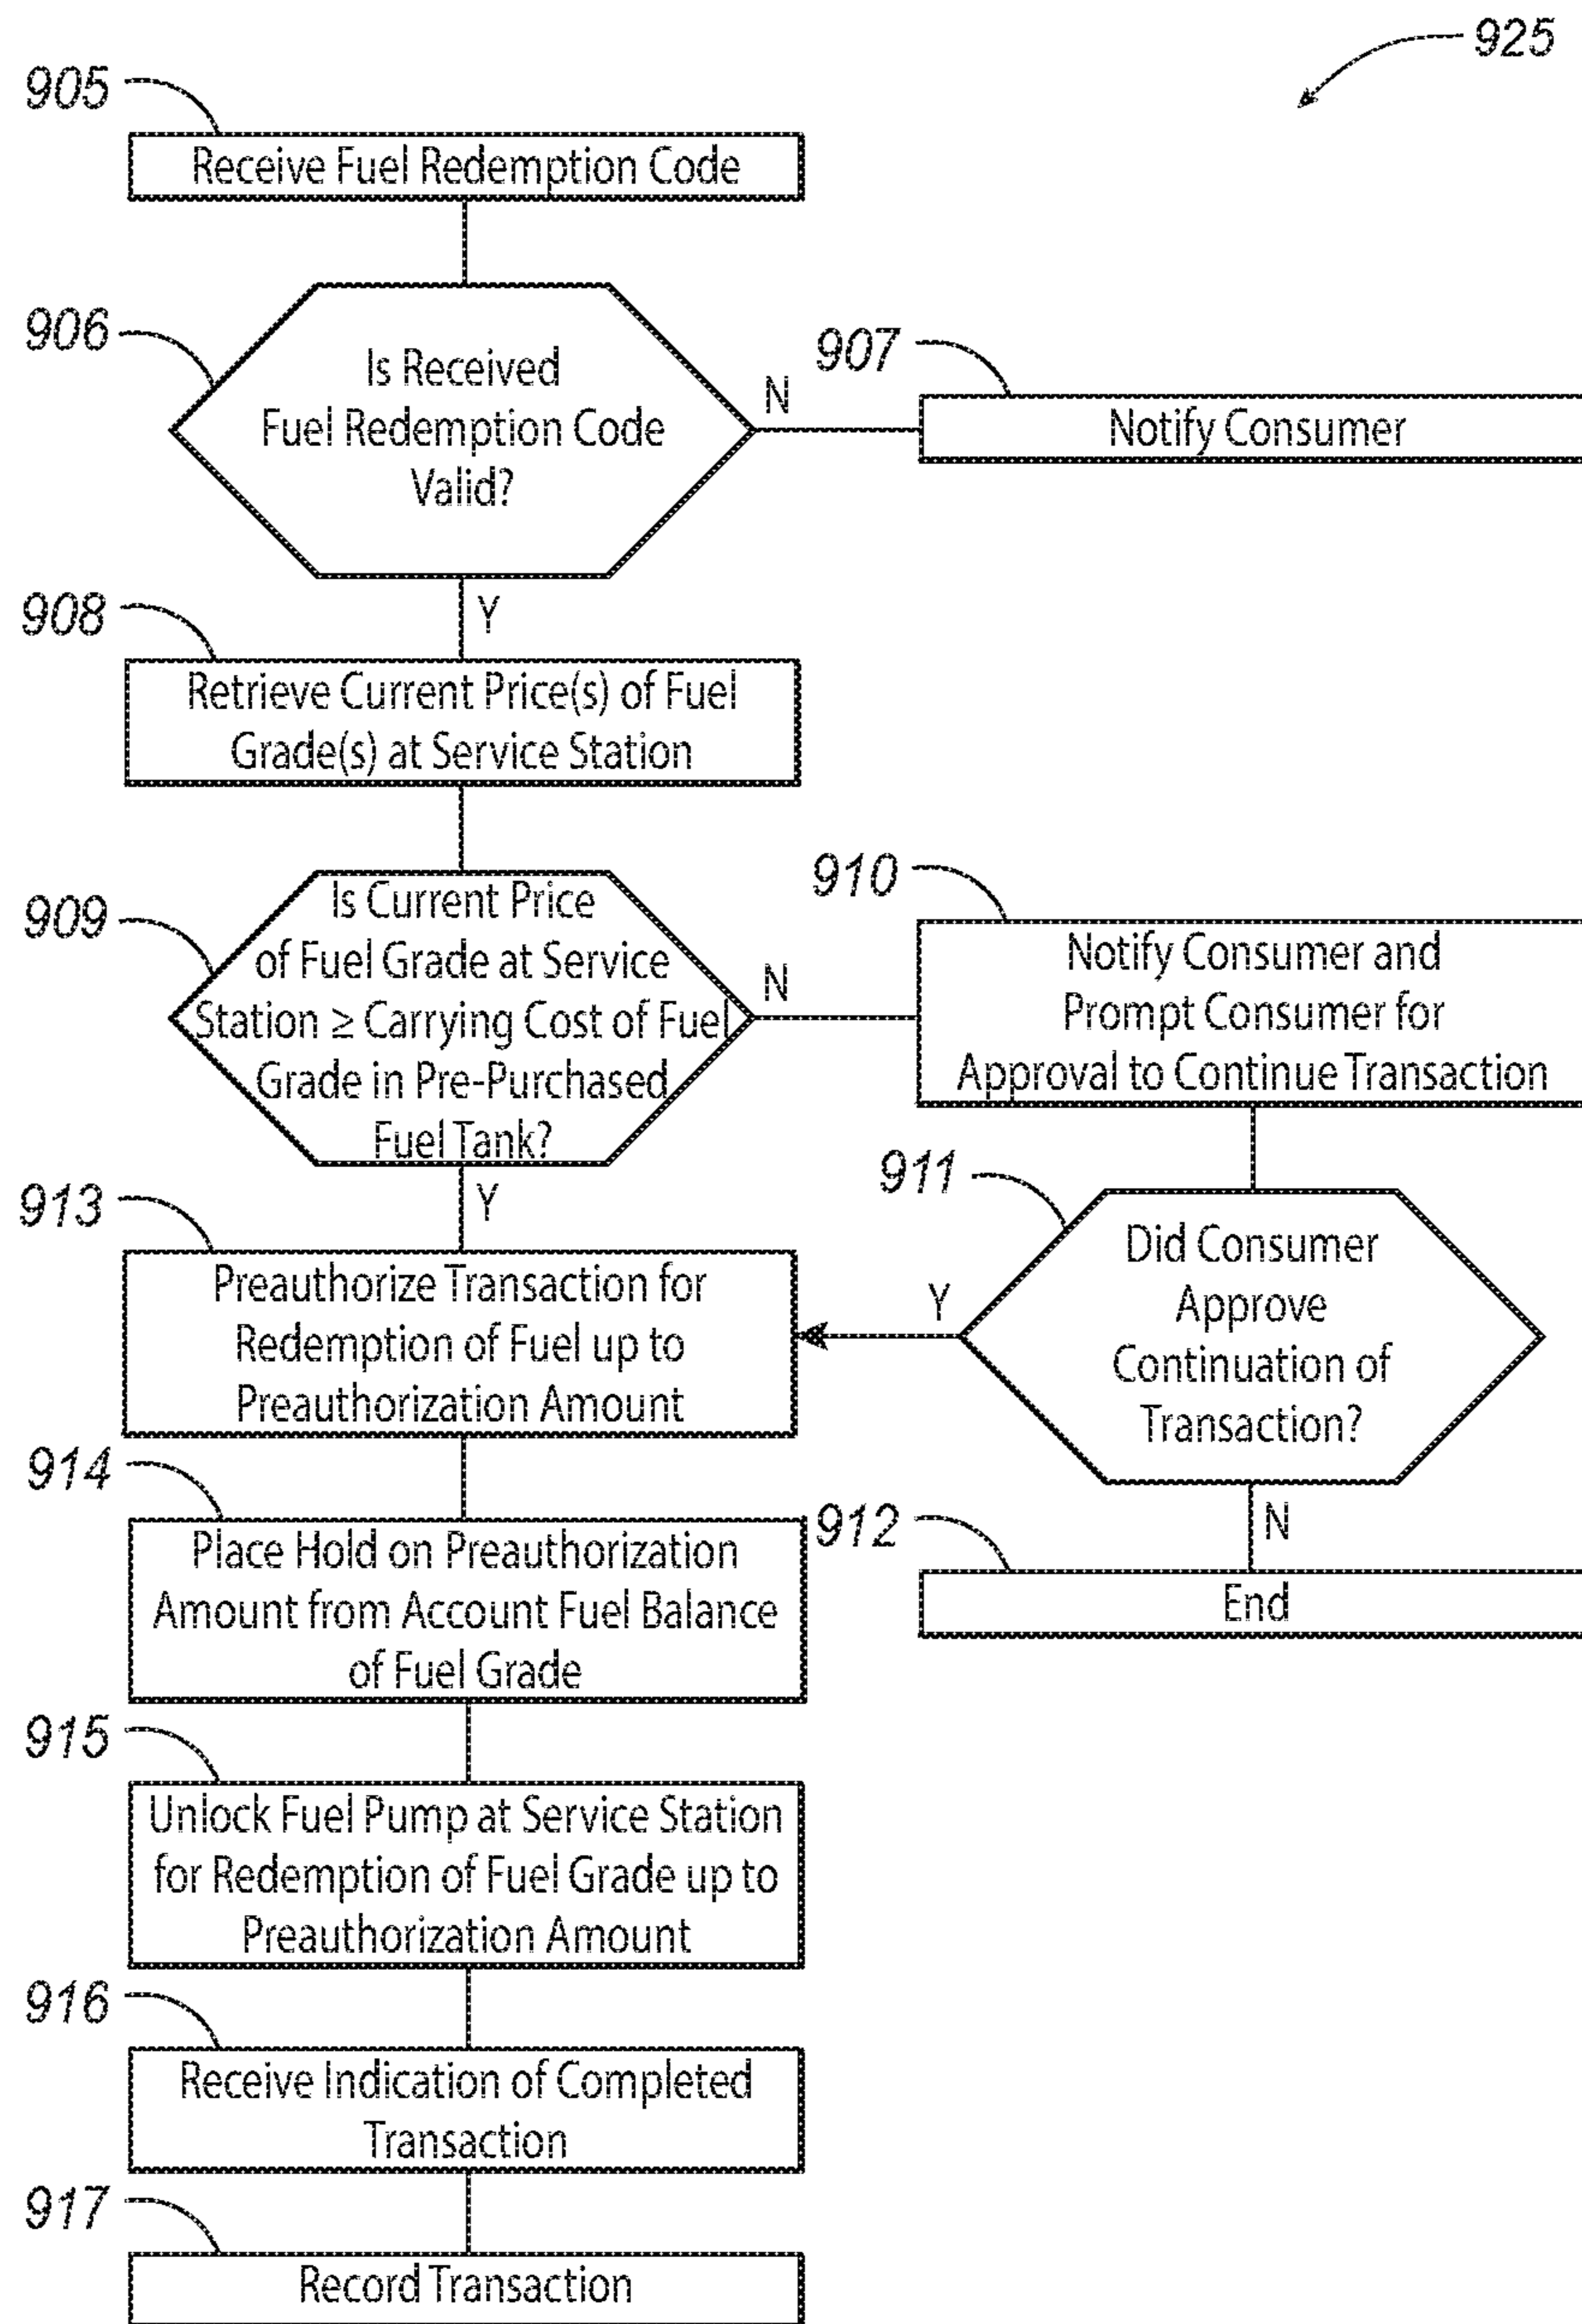 925
905
Receive Fuel Redemption Code
906
Is Received
Fuel Redemption Code
Valid?
N
907
Notify Consumer
Y
908
Retrieve Current Price(s) of Fuel
Grade(s) at Service Station
909
Is Current Price
of Fuel Grade at Service
Station ≥ Carrying Cost of Fuel
Grade in Pre-Purchased
Fuel Tank?
N
910
Notify Consumer and
Prompt Consumer for
Approval to Continue Transaction
911
Did Consumer
Approve
Continuation of
Transaction?
Y
N
912
End
Y
913
Preauthorize Transaction for
Redemption of Fuel up to
Preauthorization Amount
914
Place Hold on Preauthorization
Amount from Account Fuel Balance
of Fuel Grade
915
Unlock Fuel Pump at Service Station
for Redemption of Fuel Grade up to
Preauthorization Amount
916
Receive Indication of Completed
Transaction
917
Record Transaction